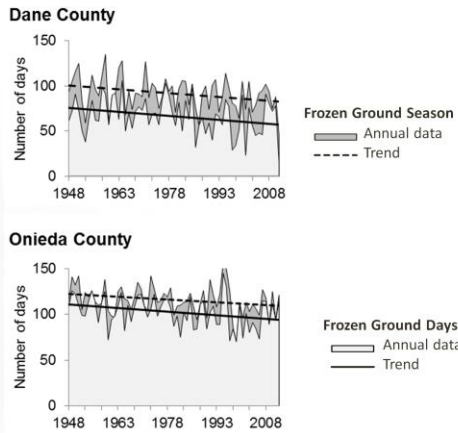 Dane County
150
100
50
0
Number of days
1948 1963 1978 1993 2008
Frozen Ground Season
Annual data
Trend
Onieda County
150
100
50
0
Number of days
1948 1963 1978 1993 2008
Frozen Ground Days
Annual data
Trend